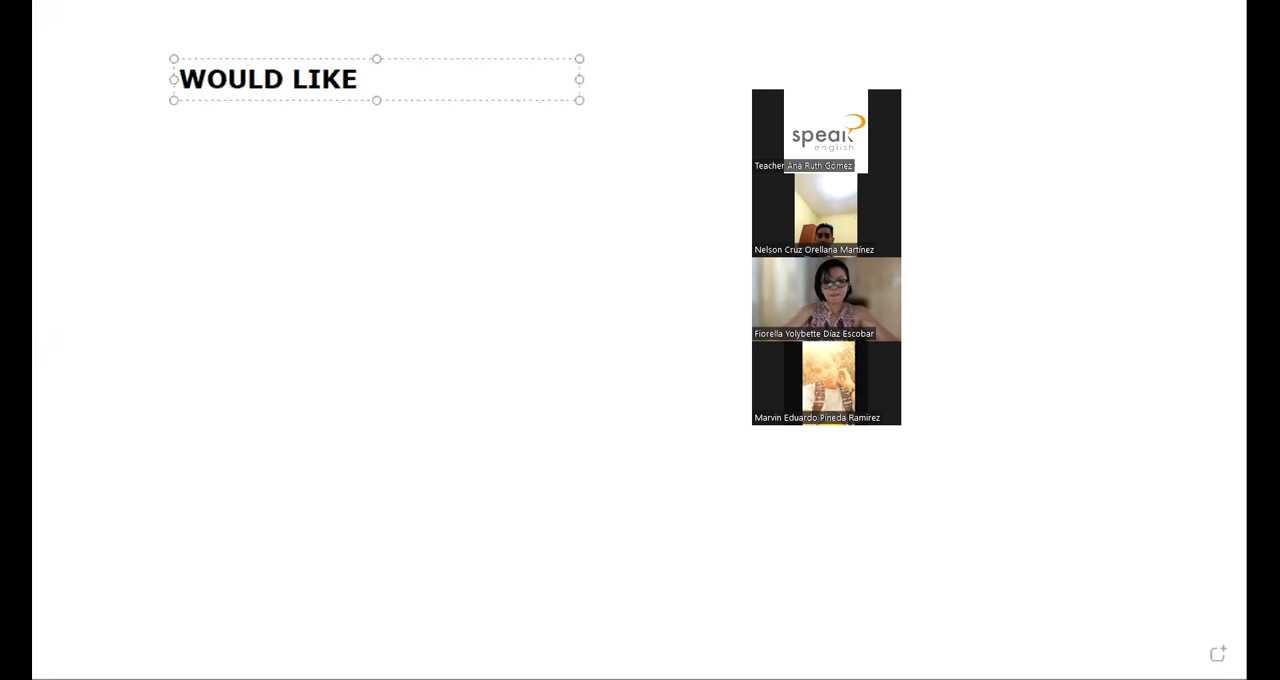 WOULD LIKE
speak
english
Teacher Ana Ruth Gómez
Nelson Cruz Orellana Martínez
Fiorella Yolybette Díaz Escobar
Marvin Eduardo Pineda Ramirez